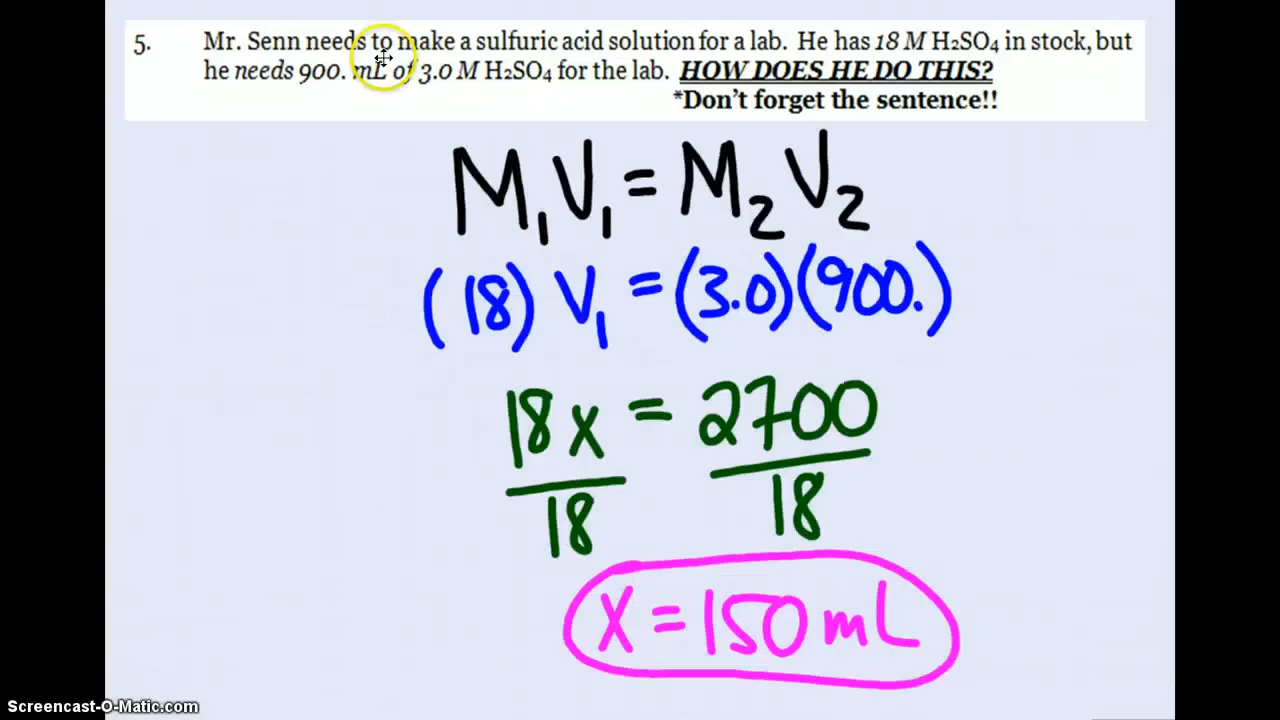 5. Mr. Senn needs to make a sulfuric acid solution for a lab. He has 18 M H₂SO₄ in stock, but
he needs 900. mL of 3.0 M H₂SO₄ for the lab. HOW DOES HE DO THIS?
*Don't forget the sentence!!
M₁V₁ = M₂V₂
(18) V₁ = (3.0)(900.)
18x = 2700
18 18
x = 150 mL
Screencast-O-Matic.com